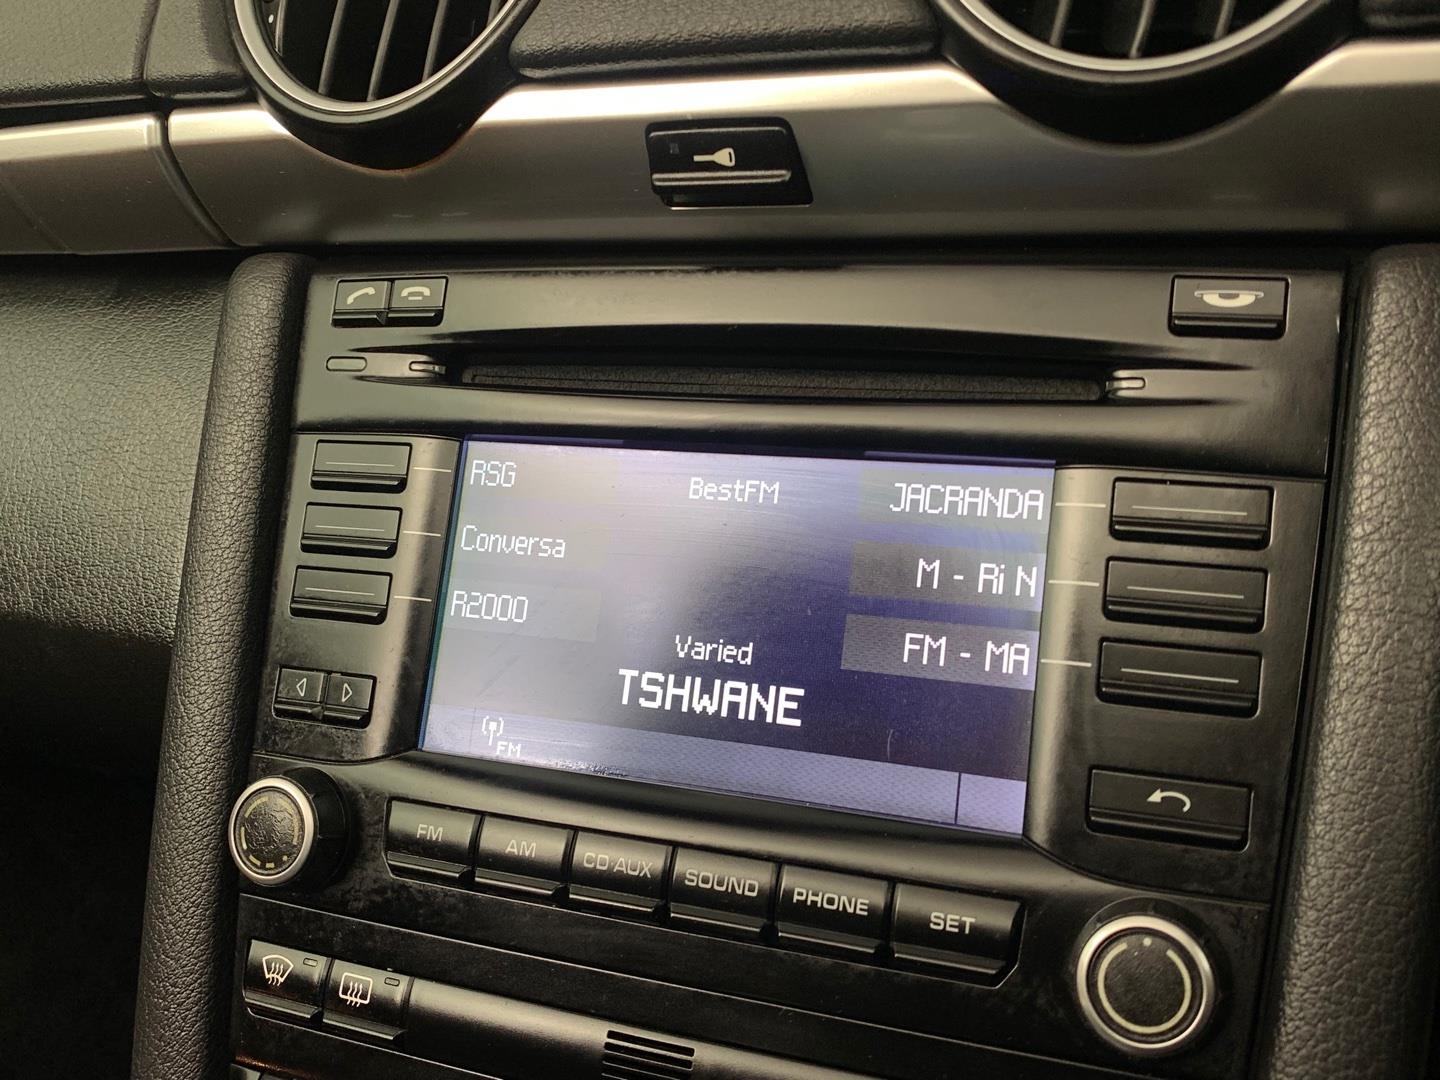 RSG
BestFM
JACRANDA
Conversa
M - Ri N
R2000
FM - MA
Varied
TSHWANE
FM
FM
AM
CD·AUX
SOUND
PHONE
SET